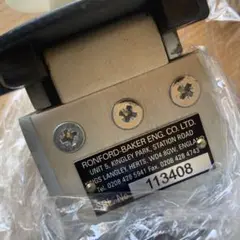 RONFORD-BAKER ENG. CO. LTD.
UNIT 5, KINGLEY PARK, STATION ROAD
KINGS LANGLEY, HERTS, WD4 8GW, ENGLAND
Tel. 0208 428 5941 Fax. 0208 428 4743
No. 113408